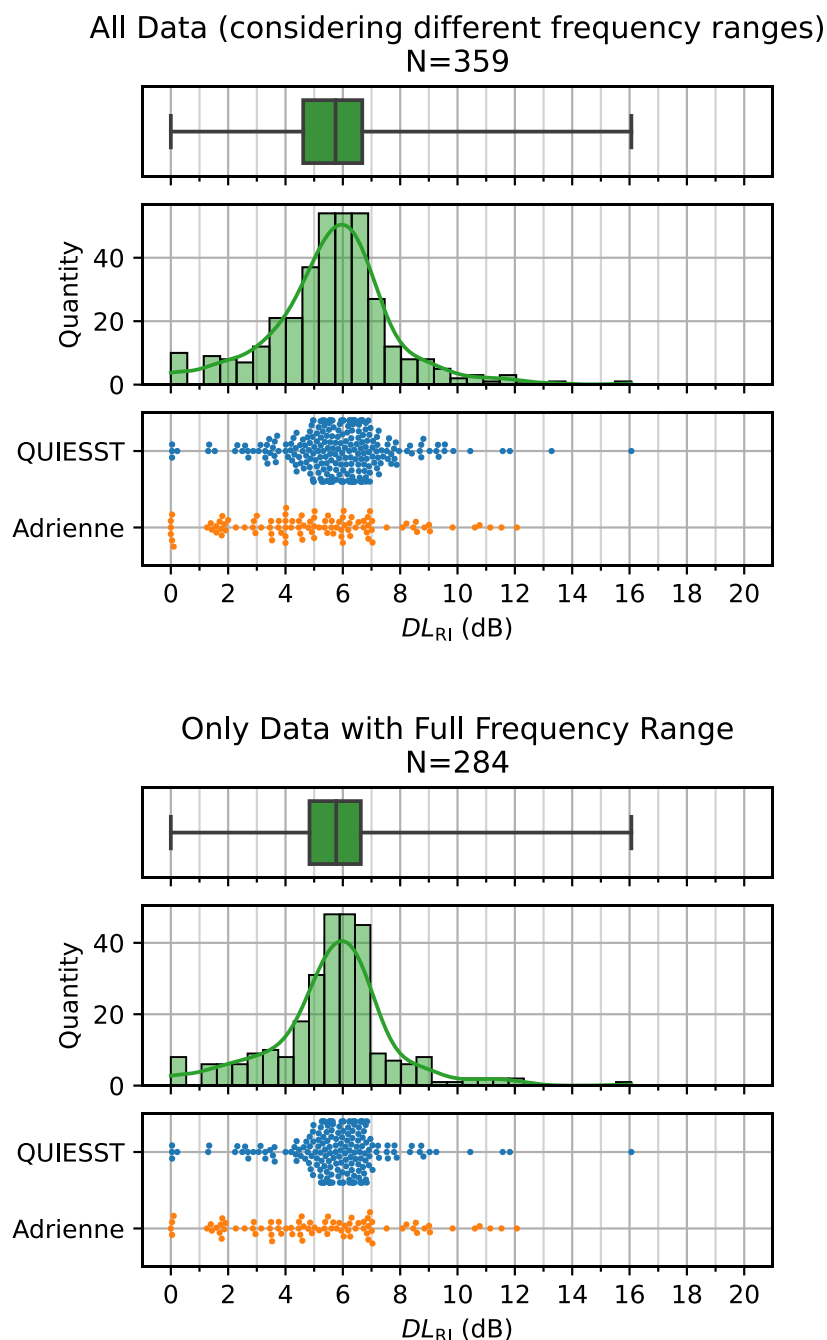 All Data (considering different frequency ranges)
N=359
Quantity
40
20
0
QUIESST
Adrienne
0 2 4 6 8 10 12 14 16 18 20
DL_RI (dB)
Only Data with Full Frequency Range
N=284
Quantity
40
20
0
QUIESST
Adrienne
0 2 4 6 8 10 12 14 16 18 20
DL_RI (dB)